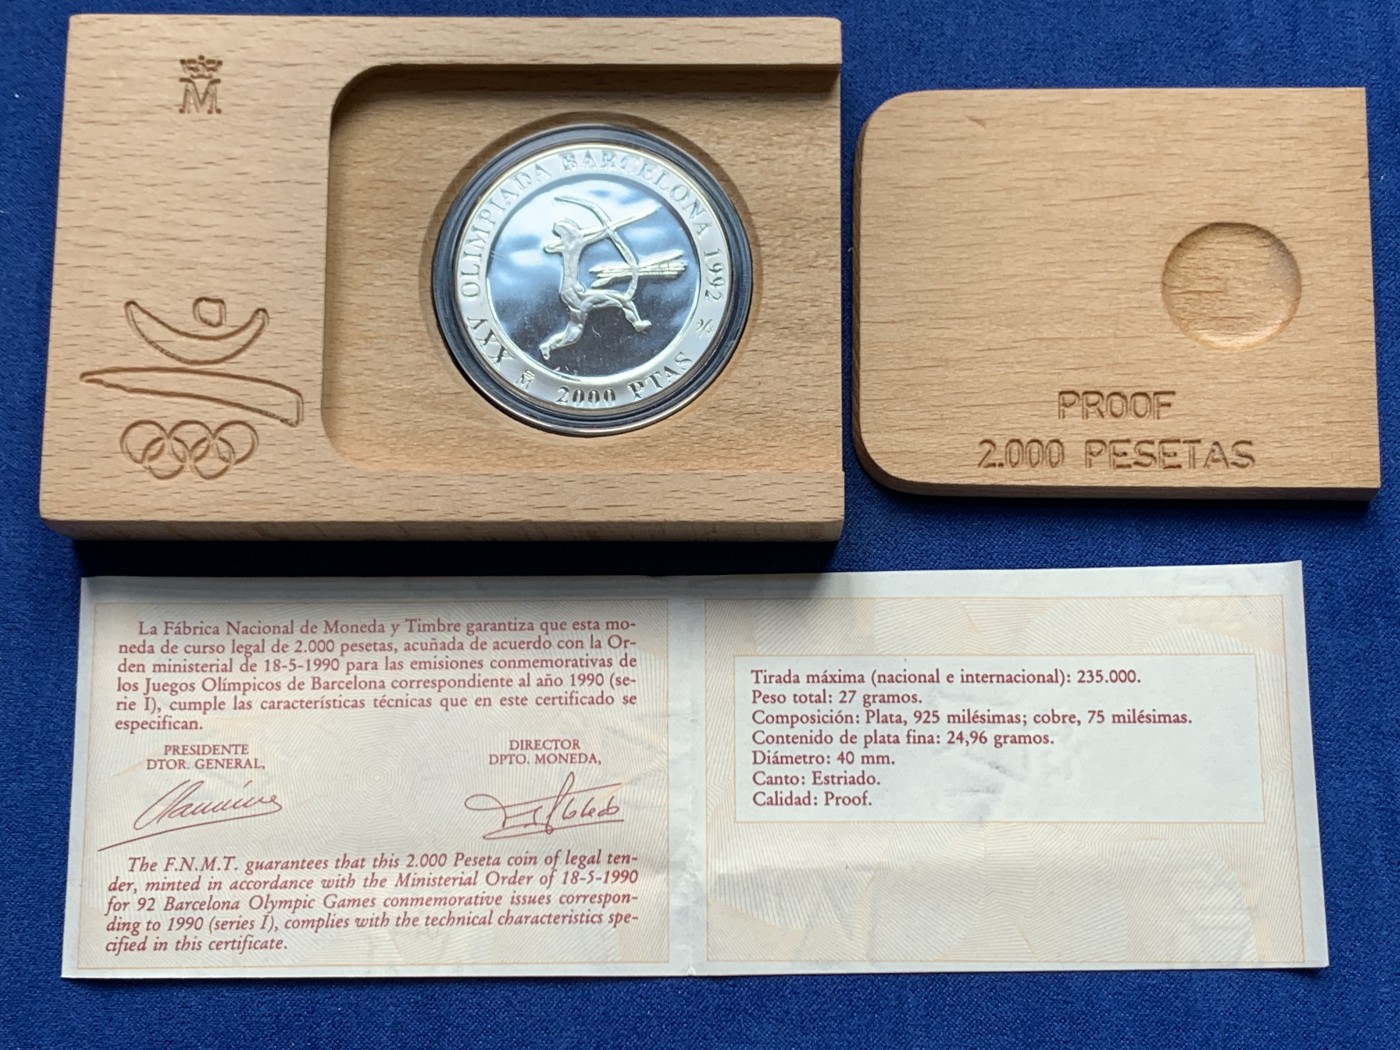 M
XXV OLIMPIADA BARCELONA 1992
M 2000 PTAS
PROOF
2.000 PESETAS
La Fábrica Nacional de Moneda y Timbre garantiza que esta mo-
neda de curso legal de 2.000 pesetas, acuñada de acuerdo con la Or-
den ministerial de 18-5-1990 para las emisiones conmemorativas de
los Juegos Olímpicos de Barcelona correspondiente al año 1990 (se-
rie I), cumple las características técnicas que en este certificado se
especifican.
PRESIDENTE
DTOR. GENERAL,
DIRECTOR
DPTO. MONEDA,
The F.N.M.T. guarantees that this 2.000 Peseta coin of legal ten-
der, minted in accordance with the Ministerial Order of 18-5-1990
for 92 Barcelona Olympic Games conmemorative issues correspon-
ding to 1990 (series I), complies with the technical characteristics spe-
cified in this certificate.
Tirada máxima (nacional e internacional): 235.000.
Peso total: 27 gramos.
Composición: Plata, 925 milésimas; cobre, 75 milésimas.
Contenido de plata fina: 24,96 gramos.
Diámetro: 40 mm.
Canto: Estriado.
Calidad: Proof.